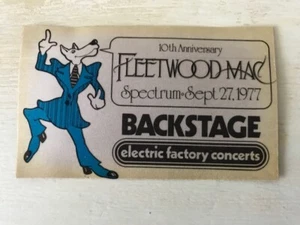 10th Anniversary
FLEETWOOD MAC
Spectrum•Sept. 27, 1977
BACKSTAGE
electric factory concerts